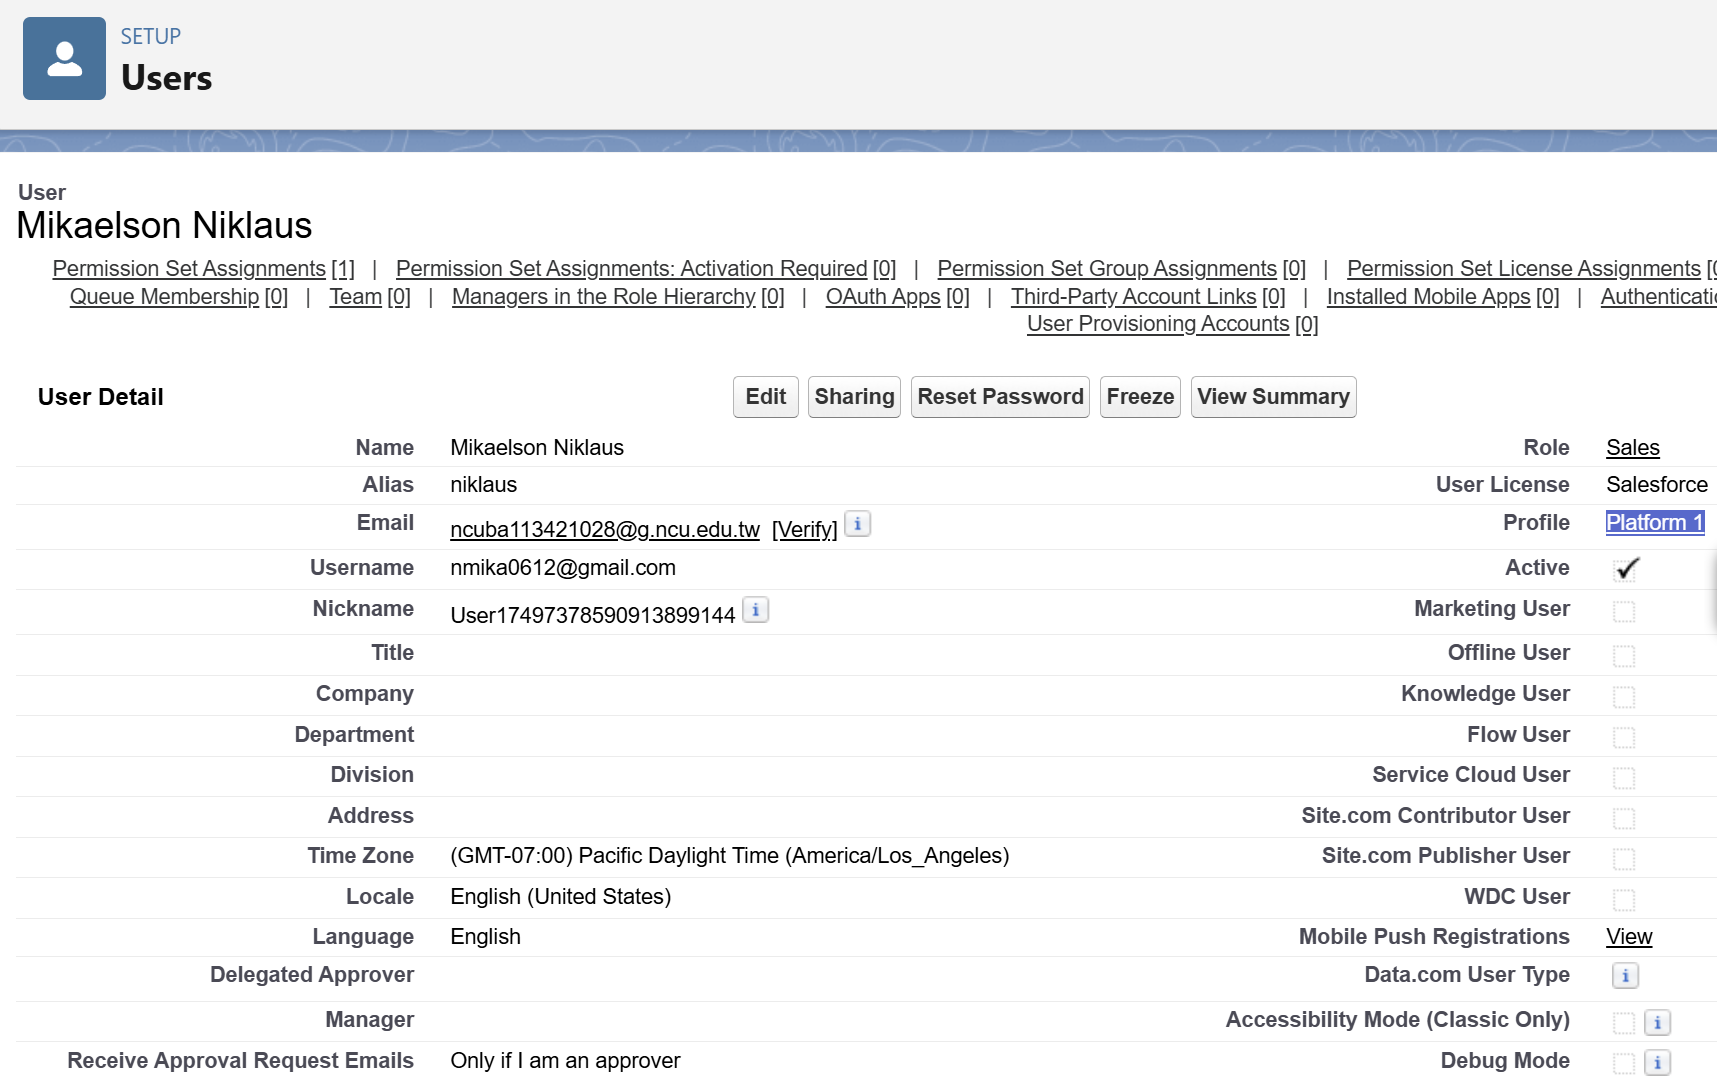 SETUP
Users
User
Mikaelson Niklaus
Permission Set Assignments [1] | Permission Set Assignments: Activation Required [0] | Permission Set Group Assignments [0] | Permission Set License Assignments
Queue Membership [0] | Team [0] | Managers in the Role Hierarchy [0] | OAuth Apps [0] | Third-Party Account Links [0] | Installed Mobile Apps [0] |
User Provisioning Accounts [0]
User Detail Edit Sharing Reset Password Freeze View Summary
Name Mikaelson Niklaus Role Sales
Alias niklaus User License Salesforce
Email ncuba113421028@g.ncu.edu.tw [Verify] i Profile Platform 1
Username nmika0612@gmail.com Active
Nickname User17497378590913899144 i Marketing User
Title Offline User
Company Knowledge User
Department Flow User
Division Service Cloud User
Address Site.com Contributor User
Time Zone (GMT-07:00) Pacific Daylight Time (America/Los_Angeles) Site.com Publisher User
Locale English (United States) WDC User
Language English Mobile Push Registrations View
Delegated Approver Data.com User Type i
Manager Accessibility Mode (Classic Only) i
Receive Approval Request Emails Only if I am an approver Debug Mode i